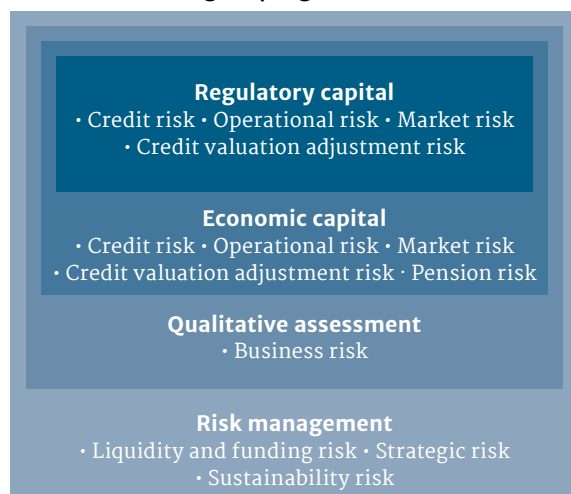 Regulatory capital
• Credit risk • Operational risk • Market risk
• Credit valuation adjustment risk
Economic capital
• Credit risk • Operational risk • Market risk
• Credit valuation adjustment risk · Pension risk
Qualitative assessment
• Business risk
Risk management
• Liquidity and funding risk • Strategic risk
• Sustainability risk